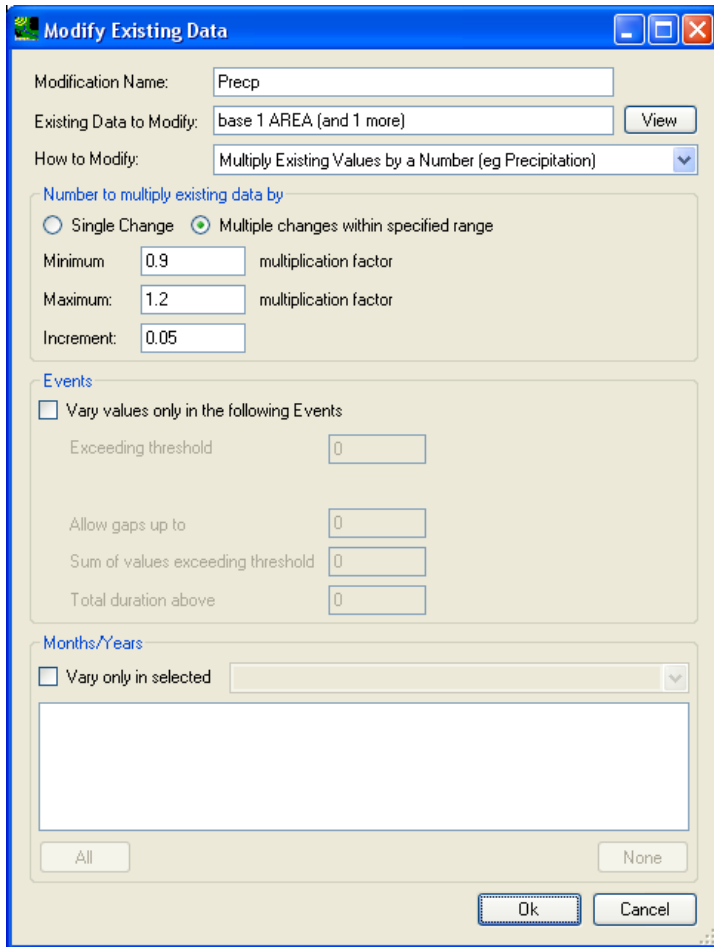 Modify Existing Data
Modification Name: Precp
Existing Data to Modify: base 1 AREA (and 1 more) View
How to Modify: Multiply Existing Values by a Number (eg Precipitation)
Number to multiply existing data by
Single Change Multiple changes within specified range
Minimum 0.9 multiplication factor
Maximum: 1.2 multiplication factor
Increment: 0.05
Events
Vary values only in the following Events
Exceeding threshold 0
Allow gaps up to 0
Sum of values exceeding threshold 0
Total duration above 0
Months/Years
Vary only in selected
All None
Ok Cancel